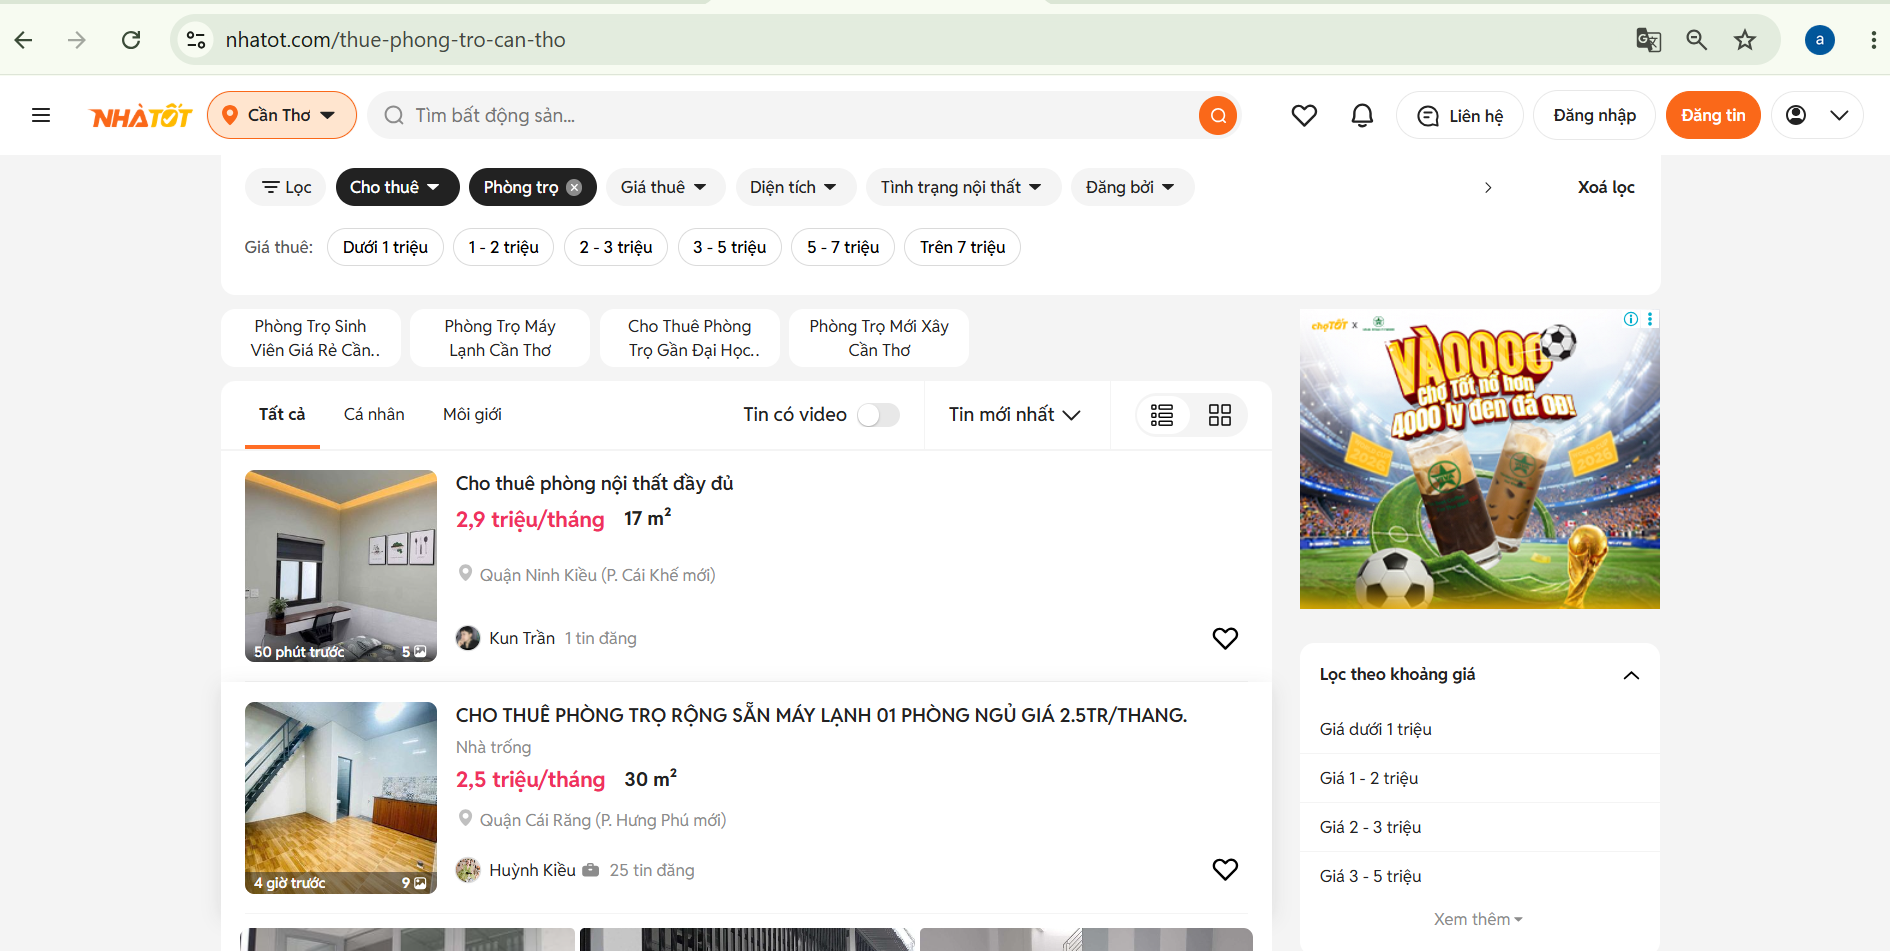 nhatot.com/thue-phong-tro-can-tho
a
NHÀ TỐT
Cần Thơ
Tìm bất động sản...
Liên hệ
Đăng nhập
Đăng tin
Lọc
Cho thuê
Phòng trọ
Giá thuê
Diện tích
Tình trạng nội thất
Đăng bởi
Xoá lọc
Giá thuê:
Dưới 1 triệu
1 - 2 triệu
2 - 3 triệu
3 - 5 triệu
5 - 7 triệu
Trên 7 triệu
Phòng Trọ Sinh
Viên Giá Rẻ Cần..
Phòng Trọ Máy
Lạnh Cần Thơ
Cho Thuê Phòng
Trọ Gần Đại Học..
Phòng Trọ Mới Xây
Cần Thơ
Tất cả
Cá nhân
Môi giới
Tin có video
Tin mới nhất
Cho thuê phòng nội thất đầy đủ
2,9 triệu/tháng 17 m²
Quận Ninh Kiều (P. Cái Khế mới)
Kun Trần 1 tin đăng
50 phút trước 5
CHO THUÊ PHÒNG TRỌ RỘNG SẴN MÁY LẠNH 01 PHÒNG NGỦ GIÁ 2.5TR/THANG.
Nhà trống
2,5 triệu/tháng 30 m²
Quận Cái Răng (P. Hưng Phú mới)
Huỳnh Kiều 25 tin đăng
4 giờ trước 9
chợTỐT x
VÀOOOO
Chợ Tốt nổ hơn
4000 ly đen đá 0Đ!
2026
2026
Lọc theo khoảng giá
Giá dưới 1 triệu
Giá 1 - 2 triệu
Giá 2 - 3 triệu
Giá 3 - 5 triệu
Xem thêm